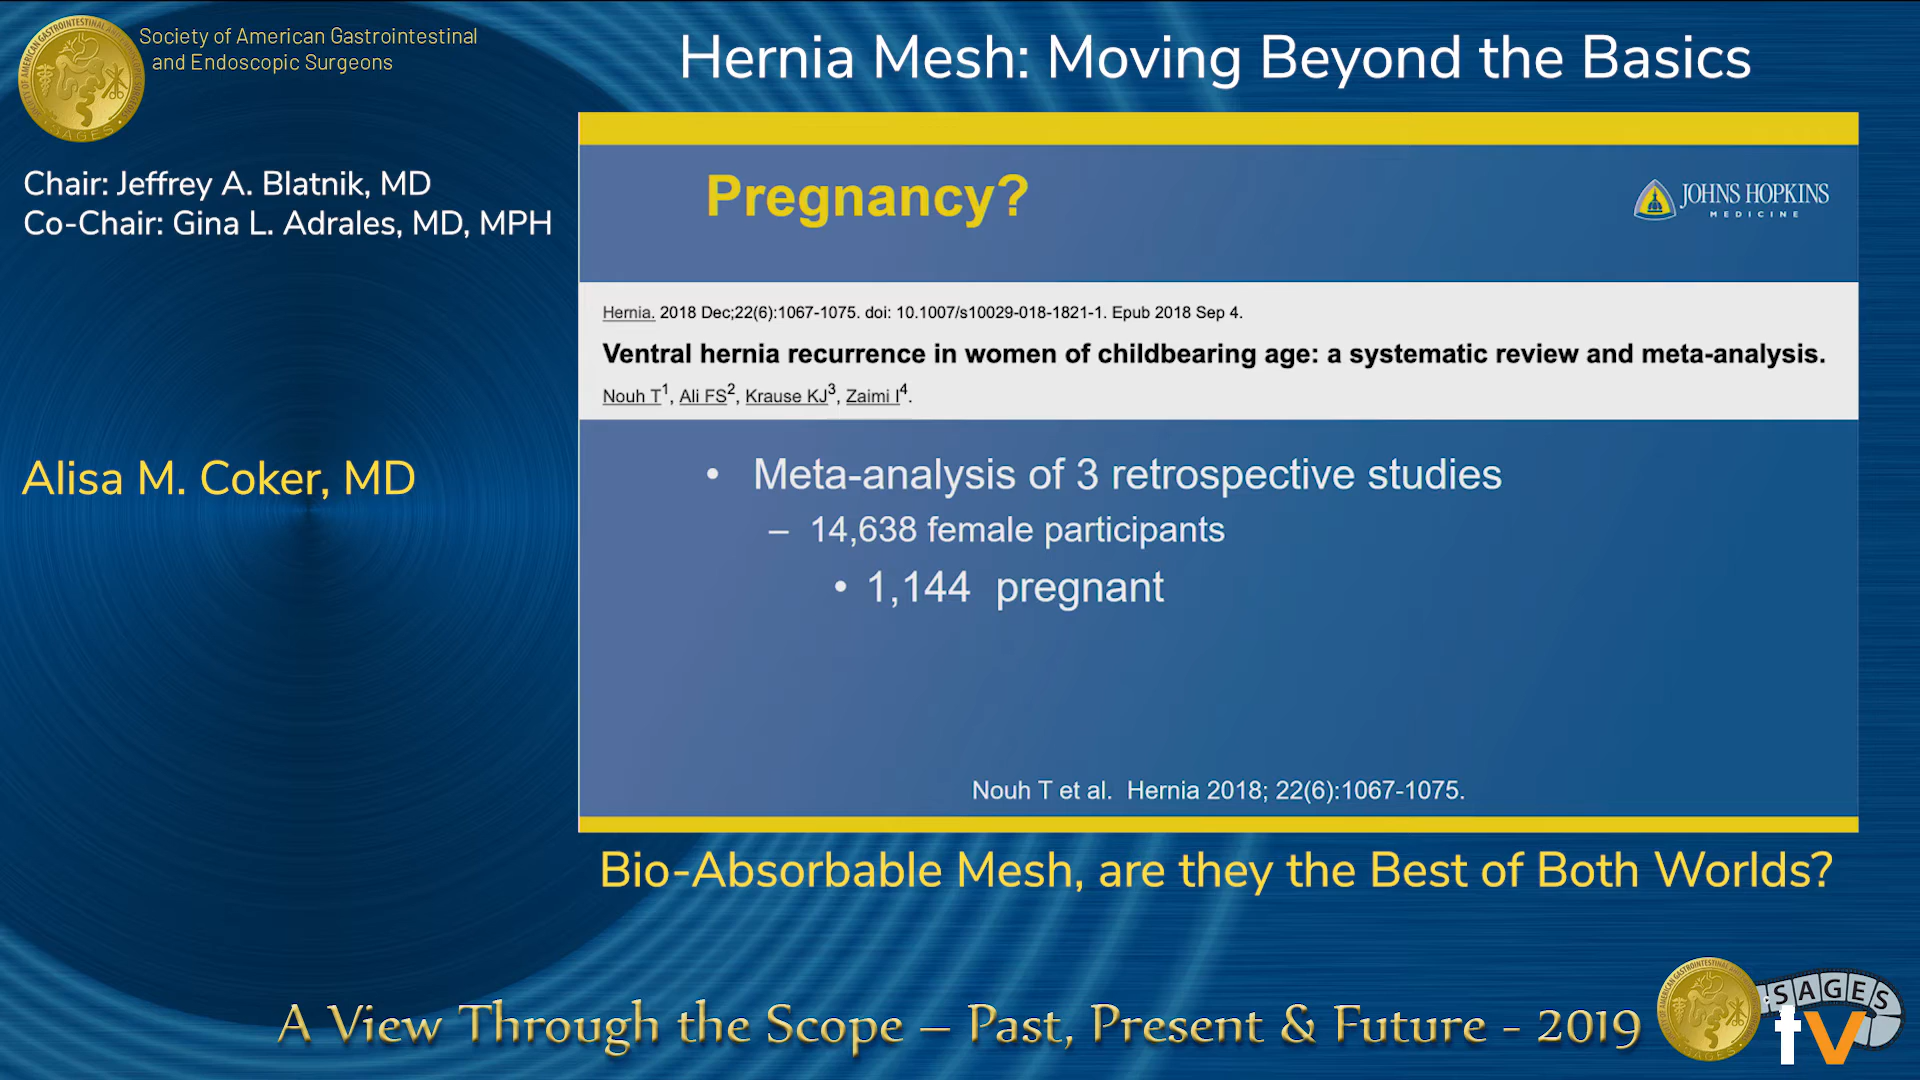 Society of American Gastrointestinal
and Endoscopic Surgeons
Hernia Mesh: Moving Beyond the Basics
Chair: Jeffrey A. Blatnik, MD
Co-Chair: Gina L. Adrales, MD, MPH
Alisa M. Coker, MD
Pregnancy?
JOHNS HOPKINS
MEDICINE
Hernia. 2018 Dec;22(6):1067-1075. doi: 10.1007/s10029-018-1821-1. Epub 2018 Sep 4.
Ventral hernia recurrence in women of childbearing age: a systematic review and meta-analysis.
Nouh T1, Ali FS2, Krause KJ3, Zaimi I4.
• Meta-analysis of 3 retrospective studies
– 14,638 female participants
• 1,144 pregnant
Nouh T et al. Hernia 2018; 22(6):1067-1075.
Bio-Absorbable Mesh, are they the Best of Both Worlds?
A View Through the Scope – Past, Present & Future - 2019
SAGES
tv